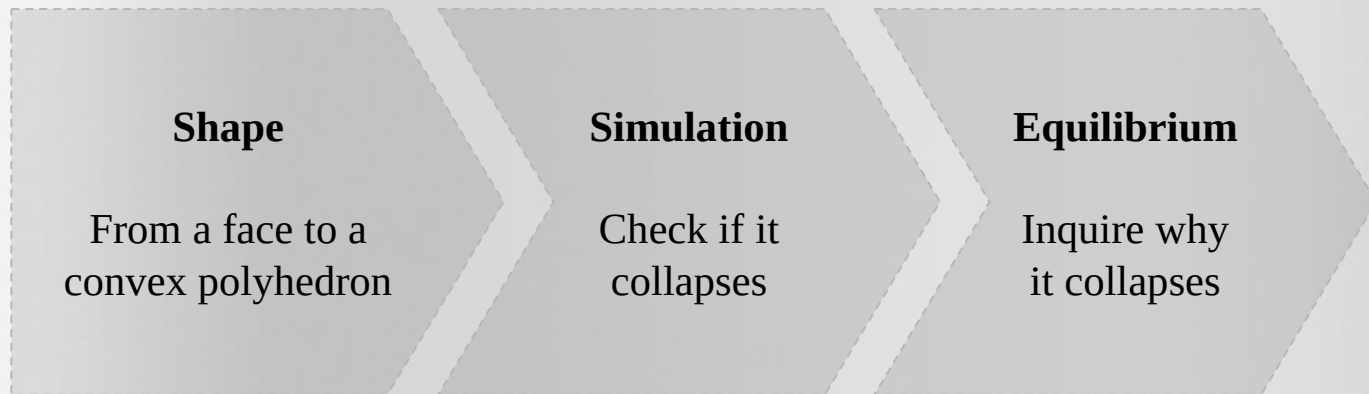 Shape
From a face to a
convex polyhedron
Simulation
Check if it
collapses
Equilibrium
Inquire why
it collapses